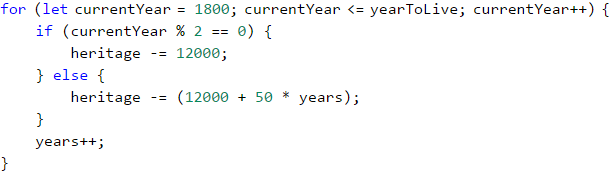 for (let currentYear = 1800; currentYear <= yearToLive; currentYear++) {
    if (currentYear % 2 == 0) {
        heritage -= 12000;
    } else {
        heritage -= (12000 + 50 * years);
    }
    years++;
}